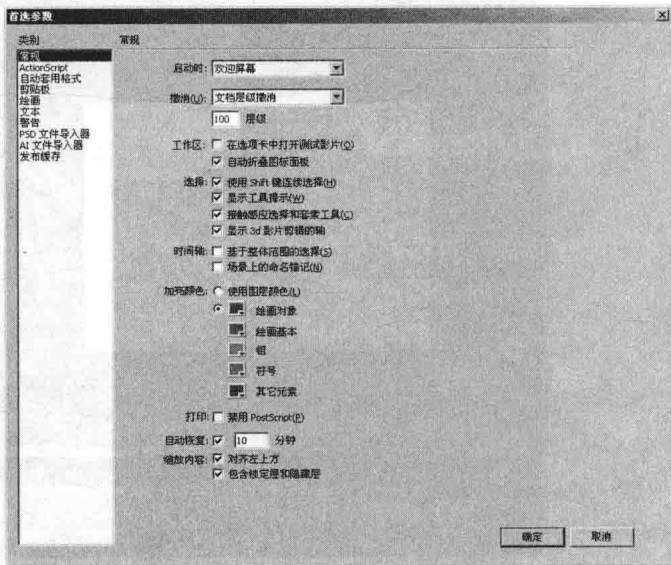 首选参数
类别
常规
ActionScript
自动套用格式
剪贴板
绘画
文本
警告
PSD 文件导入器
AI 文件导入器
发布缓存
常规
启动时: 欢迎屏幕
撤消(U): 文档层级撤消
100 层级
工作区: 在选项卡中打开测试影片(O)
自动折叠图标面板
选择: 使用 Shift 键连续选择(H)
显示工具提示(W)
接触感应选择和套索工具(C)
显示 3d 影片剪辑的轴
时间轴: 基于整体范围的选择(S)
场景上的命名锚记(N)
加亮颜色: 使用图层颜色(L)
绘画对象
绘画基本
组
符号
其它元素
打印: 禁用 PostScript(P)
自动恢复: 10 分钟
缩放内容: 对齐左上方
包含锁定层和隐藏层
确定 取消